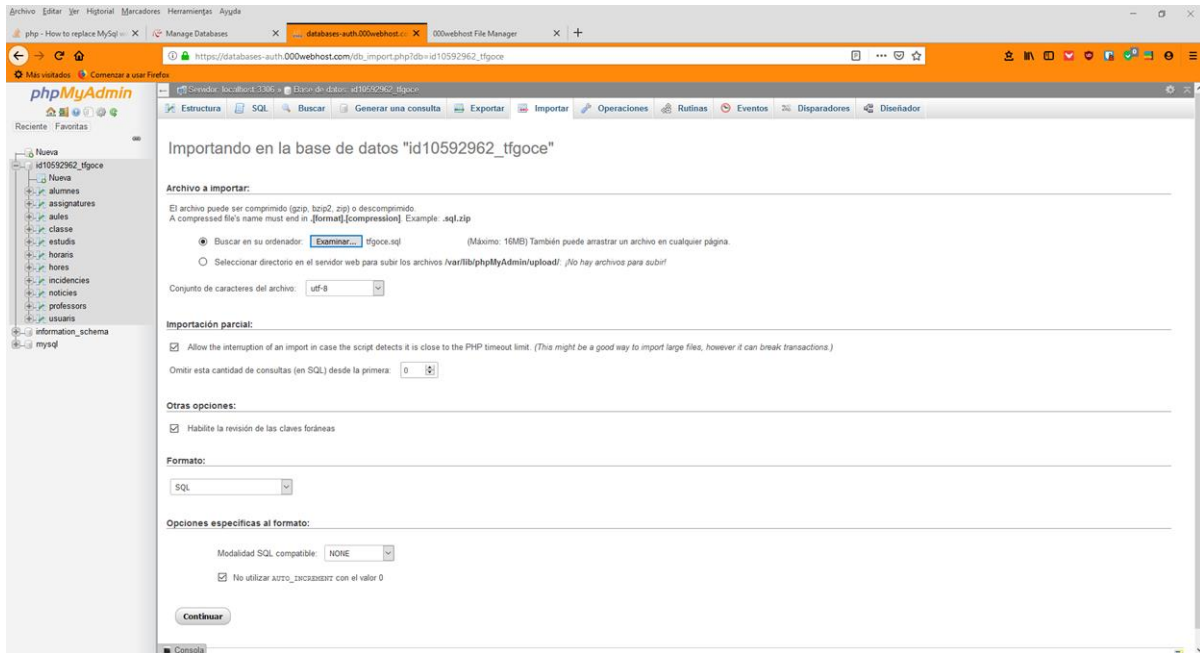 Archivo Editar Ver Historial Marcadores Herramientas Ayuda
php - How to replace MySql
Manage Databases
databases-auth.000webhost.co
000webhost File Manager
https://databases-auth.000webhost.com/db_import.php?db=id10592962_tfgoce
Más visitados Comenzar a usar Firefox
phpMyAdmin
Reciente Favoritas
Nueva
id10592962_tfgoce
Nueva
alumnes
assignatures
aules
classe
estudis
horaris
hores
incidencies
noticies
professors
usuaris
information_schema
mysql
Servidor: localhost:3306 » Base de datos: id10592962_tfgoce
Estructura SQL Buscar Generar una consulta Exportar Importar Operaciones Rutinas Eventos Disparadores Diseñador
Importando en la base de datos "id10592962_tfgoce"
Archivo a importar:
El archivo puede ser comprimido (gzip, bzip2, zip) o descomprimido.
A compressed file's name must end in .[format].[compression]. Example: .sql.zip
Buscar en su ordenador: Examinar... tfgoce.sql (Máximo: 16MB) También puede arrastrar un archivo en cualquier página.
Seleccionar directorio en el servidor web para subir los archivos /var/lib/phpMyAdmin/upload/: ¡No hay archivos para subir!
Conjunto de caracteres del archivo: utf-8
Importación parcial:
Allow the interruption of an import in case the script detects it is close to the PHP timeout limit. (This might be a good way to import large files, however it can break transactions.)
Omitir esta cantidad de consultas (en SQL) desde la primera: 0
Otras opciones:
Habilite la revisión de las claves foráneas
Formato:
SQL
Opciones específicas al formato:
Modalidad SQL compatible: NONE
No utilizar AUTO_INCREMENT con el valor 0
Continuar
Consola